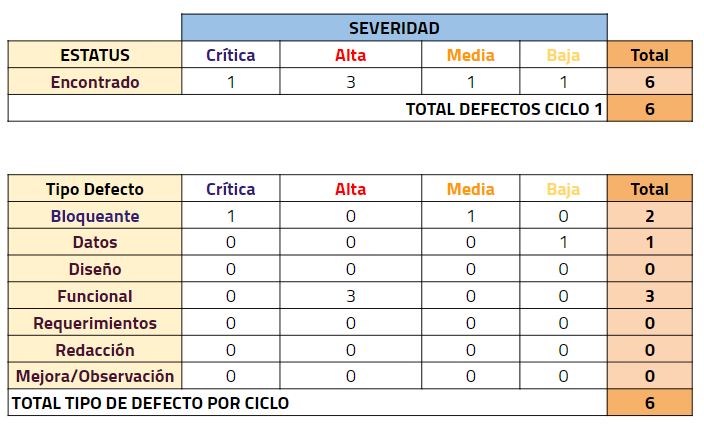 SEVERIDAD
ESTATUS Crítica Alta Media Baja Total
Encontrado 1 3 1 1 6
TOTAL DEFECTOS CICLO 1 6
Tipo Defecto Crítica Alta Media Baja Total
Bloqueante 1 0 1 0 2
Datos 0 0 0 1 1
Diseño 0 0 0 0 0
Funcional 0 3 0 0 3
Requerimientos 0 0 0 0 0
Redacción 0 0 0 0 0
Mejora/Observación 0 0 0 0 0
TOTAL TIPO DE DEFECTO POR CICLO 6